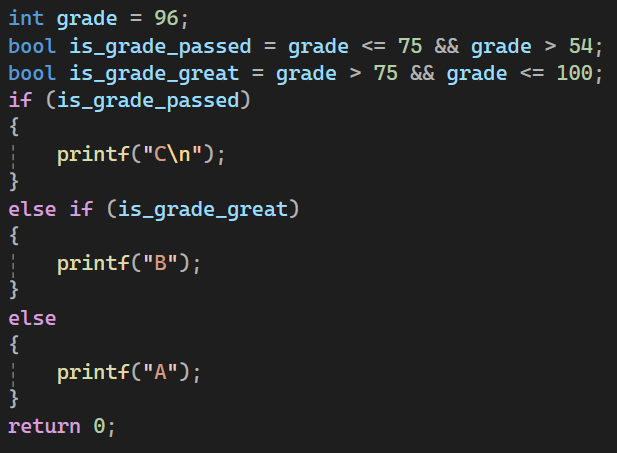 int grade = 96;
bool is_grade_passed = grade <= 75 && grade > 54;
bool is_grade_great = grade > 75 && grade <= 100;
if (is_grade_passed)
{
    printf("C\n");
}
else if (is_grade_great)
{
    printf("B");
}
else
{
    printf("A");
}
return 0;